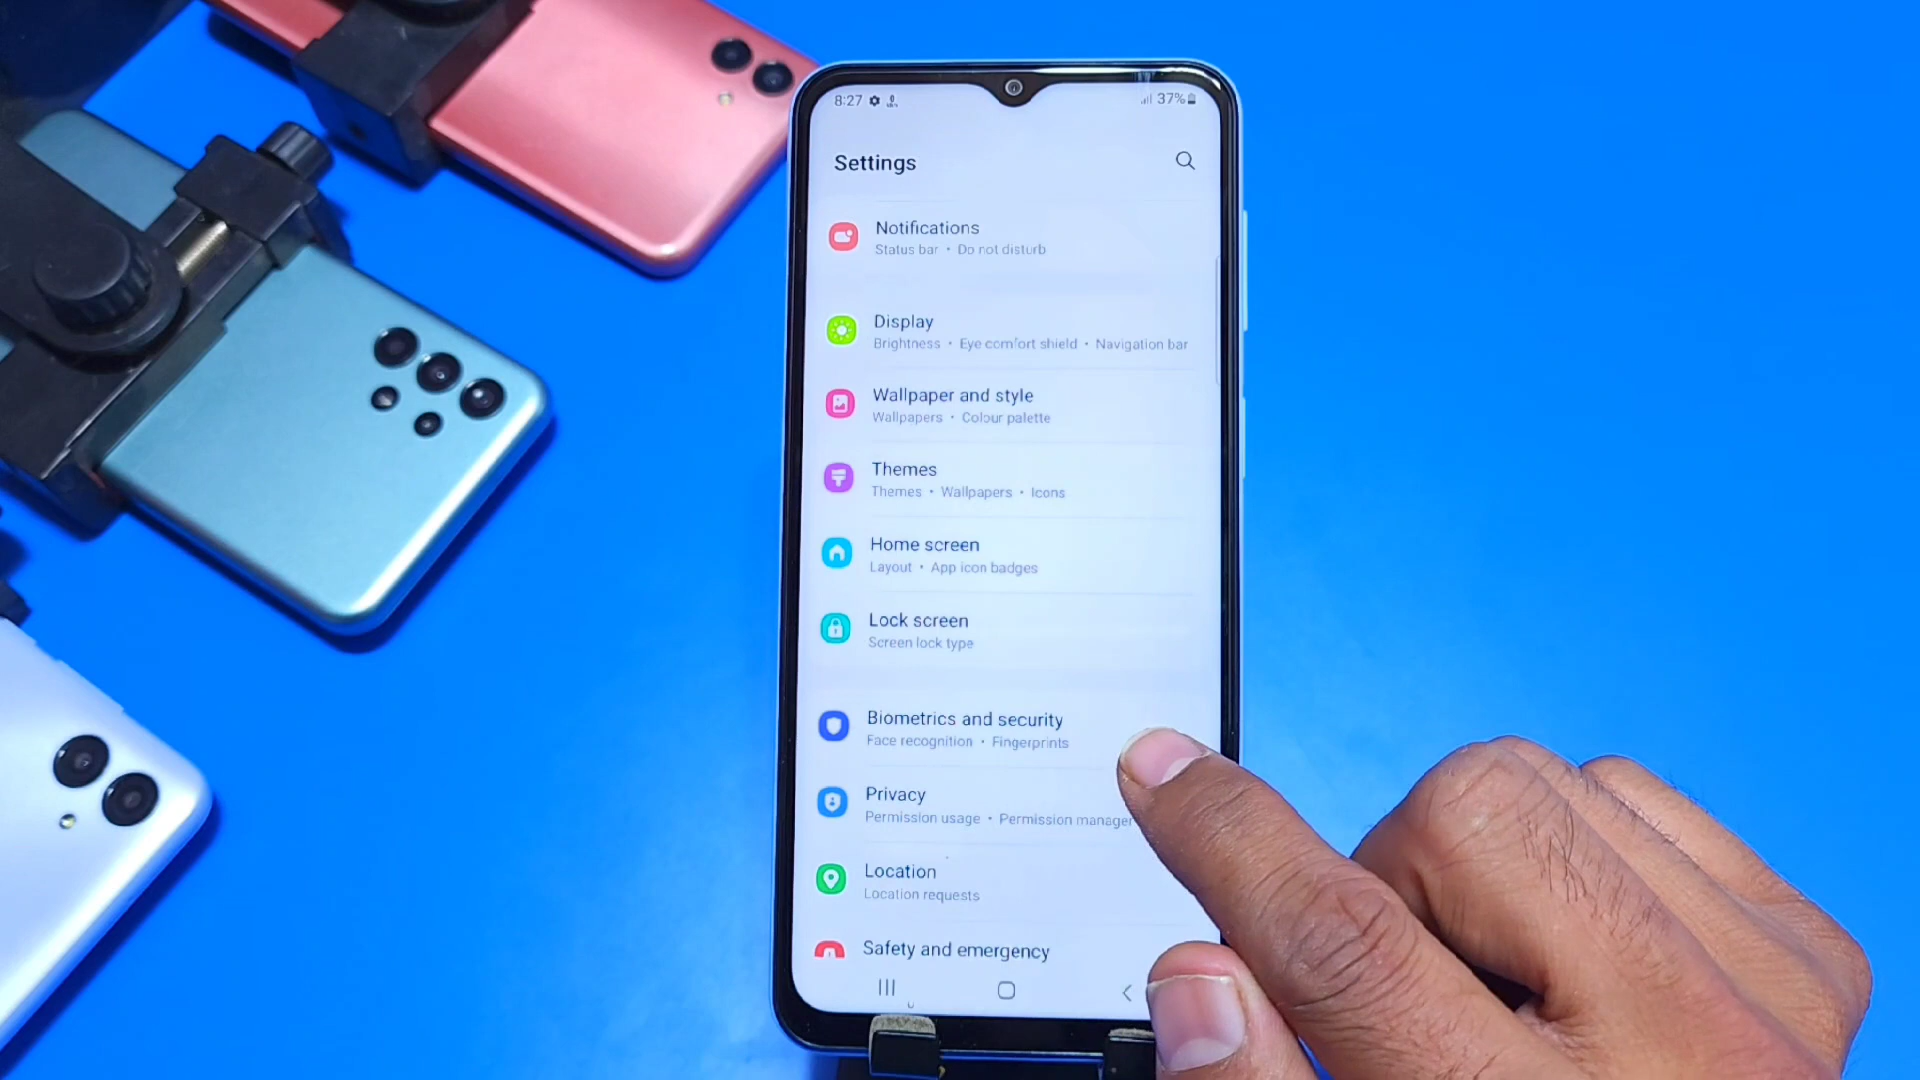 8:27
37%
Settings
Notifications
Status bar • Do not disturb
Display
Brightness • Eye comfort shield • Navigation bar
Wallpaper and style
Wallpapers • Colour palette
Themes
Themes • Wallpapers • Icons
Home screen
Layout • App icon badges
Lock screen
Screen lock type
Biometrics and security
Face recognition • Fingerprints
Privacy
Permission usage • Permission manager
Location
Location requests
Safety and emergency